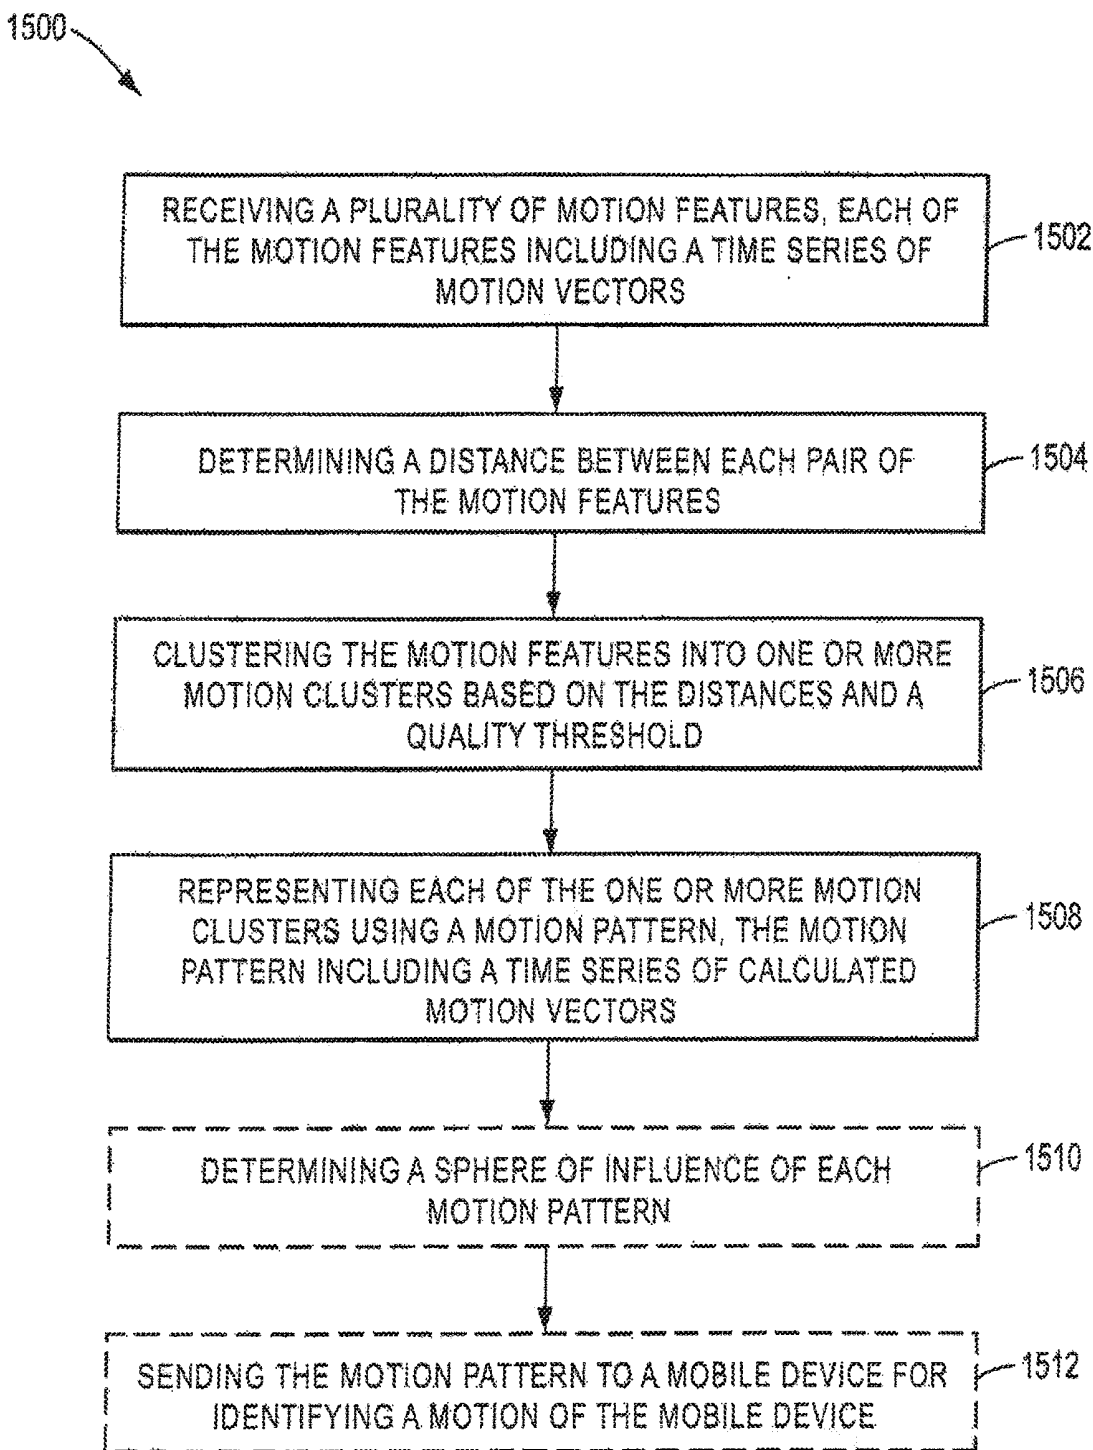 1500
RECEIVING A PLURALITY OF MOTION FEATURES, EACH OF
THE MOTION FEATURES INCLUDING A TIME SERIES OF
MOTION VECTORS
1502
DETERMINING A DISTANCE BETWEEN EACH PAIR OF
THE MOTION FEATURES
1504
CLUSTERING THE MOTION FEATURES INTO ONE OR MORE
MOTION CLUSTERS BASED ON THE DISTANCES AND A
QUALITY THRESHOLD
1506
REPRESENTING EACH OF THE ONE OR MORE MOTION
CLUSTERS USING A MOTION PATTERN, THE MOTION
PATTERN INCLUDING A TIME SERIES OF CALCULATED
MOTION VECTORS
1508
DETERMINING A SPHERE OF INFLUENCE OF EACH
MOTION PATTERN
1510
SENDING THE MOTION PATTERN TO A MOBILE DEVICE FOR
IDENTIFYING A MOTION OF THE MOBILE DEVICE
1512